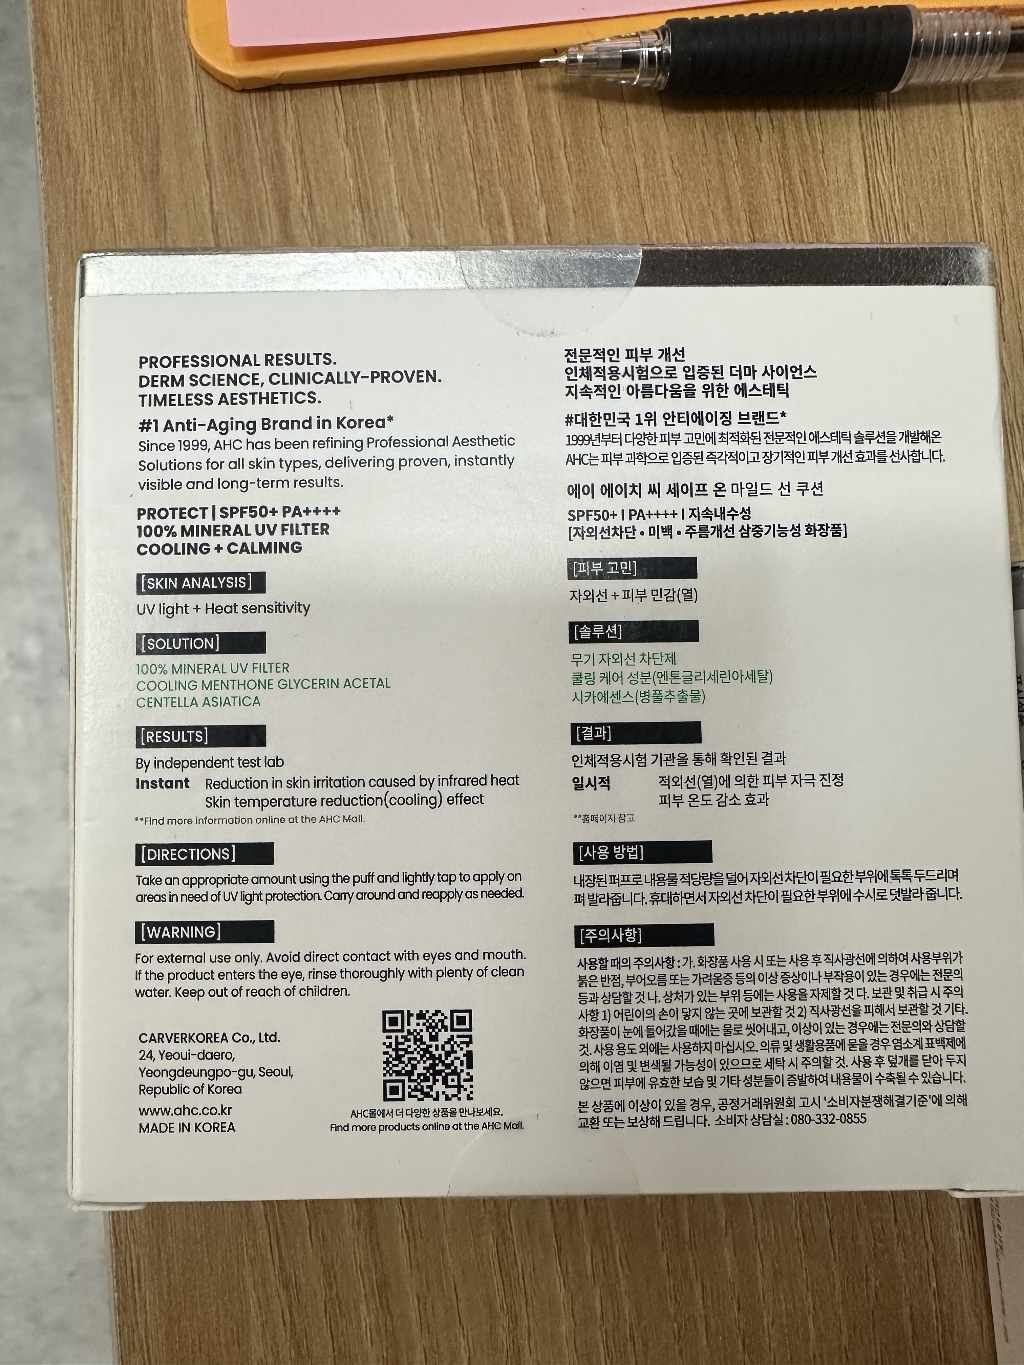 PROFESSIONAL RESULTS.
DERM SCIENCE, CLINICALLY-PROVEN.
TIMELESS AESTHETICS.
#1 Anti-Aging Brand in Korea*
Since 1999, AHC has been refining Professional Aesthetic
Solutions for all skin types, delivering proven, instantly
visible and long-term results.
PROTECT | SPF50+ PA++++
100% MINERAL UV FILTER
COOLING + CALMING
[SKIN ANALYSIS]
UV light + Heat sensitivity
[SOLUTION]
100% MINERAL UV FILTER
COOLING MENTHONE GLYCERIN ACETAL
CENTELLA ASIATICA
[RESULTS]
By independent test lab
Instant Reduction in skin irritation caused by infrared heat
Skin temperature reduction(cooling) effect
**Find more information online at the AHC Mall.
[DIRECTIONS]
Take an appropriate amount using the puff and lightly tap to apply on
areas in need of UV light protection. Carry around and reapply as needed.
[WARNING]
For external use only. Avoid direct contact with eyes and mouth.
If the product enters the eye, rinse thoroughly with plenty of clean
water. Keep out of reach of children.
CARVERKOREA Co., Ltd.
24, Yeoui-daero,
Yeongdeungpo-gu, Seoul,
Republic of Korea
www.ahc.co.kr
MADE IN KOREA
AHC몰에서 더 다양한 상품을 만나보세요.
Find more products online at the AHC Mall.
전문적인 피부 개선
인체적용시험으로 입증된 더마 사이언스
지속적인 아름다움을 위한 에스테틱
#대한민국 1위 안티에이징 브랜드*
1999년부터 다양한 피부 고민에 최적화된 전문적인 에스테틱 솔루션을 개발해온
AHC는 피부 과학으로 입증된 즉각적이고 장기적인 피부 개선 효과를 선사합니다.
에이 에이치 씨 세이프 온 마일드 선 쿠션
SPF50+ | PA++++ | 지속내수성
[자외선차단 • 미백 • 주름개선 삼중기능성 화장품]
[피부 고민]
자외선 + 피부 민감(열)
[솔루션]
무기 자외선 차단제
쿨링 케어 성분(멘톤글리세린아세탈)
시카에센스(병풀추출물)
[결과]
인체적용시험 기관을 통해 확인된 결과
일시적 적외선(열)에 의한 피부 자극 진정
피부 온도 감소 효과
**홈페이지 참고
[사용 방법]
내장된 퍼프로 내용물 적당량을 덜어 자외선 차단이 필요한 부위에 톡톡 두드리며
펴 발라줍니다. 휴대하면서 자외선 차단이 필요한 부위에 수시로 덧발라 줍니다.
[주의사항]
사용할 때의 주의사항 : 가. 화장품 사용 시 또는 사용 후 직사광선에 의하여 사용부위가
붉은 반점, 부어오름 또는 가려움증 등의 이상 증상이나 부작용이 있는 경우에는 전문의
등과 상담할 것 나. 상처가 있는 부위 등에는 사용을 자제할 것 다. 보관 및 취급 시 주의
사항 1) 어린이의 손이 닿지 않는 곳에 보관할 것 2) 직사광선을 피해서 보관할 것 기타.
화장품이 눈에 들어갔을 때에는 물로 씻어내고, 이상이 있는 경우에는 전문의와 상담할
것. 사용 용도 외에는 사용하지 마십시오. 의류 및 생활용품에 묻을 경우 염소계 표백제에
의해 이염 및 변색될 가능성이 있으므로 세탁 시 주의할 것. 사용 후 덮개를 닫아 두지
않으면 피부에 유효한 보습 및 기타 성분들이 증발하여 내용물이 수축될 수 있습니다.
본 상품에 이상이 있을 경우, 공정거래위원회 고시 '소비자분쟁해결기준'에 의해
교환 또는 보상해 드립니다. 소비자 상담실 : 080-332-0855